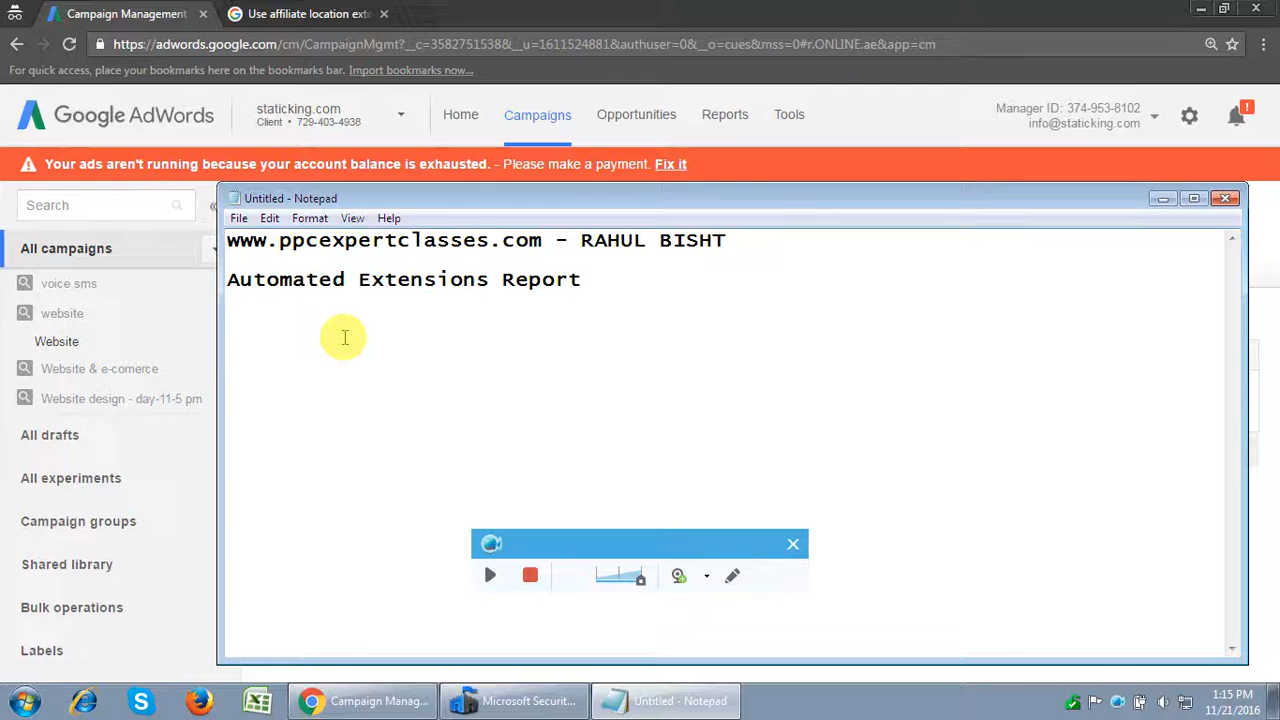 Campaign Management
Use affiliate location exte
https://adwords.google.com/cm/CampaignMgmt?__c=3582751538&__u=1611524881&authuser=0&__o=cues&mss=0#r.ONLINE.ae&app=cm
For quick access, place your bookmarks here on the bookmarks bar. Import bookmarks now...
Google AdWords
staticking.com
Client • 729-403-4938
Home
Campaigns
Opportunities
Reports
Tools
Manager ID: 374-953-8102
info@staticking.com
!
Your ads aren't running because your account balance is exhausted. - Please make a payment. Fix it
Search
All campaigns
voice sms
website
Website
Website & e-comerce
Website design - day-11-5 pm
All drafts
All experiments
Campaign groups
Shared library
Bulk operations
Labels
Untitled - Notepad
File Edit Format View Help
www.ppcexpertclasses.com - RAHUL BISHT
Automated Extensions Report
Campaign Manag...
Microsoft Securit...
Untitled - Notepad
1:15 PM
11/21/2016